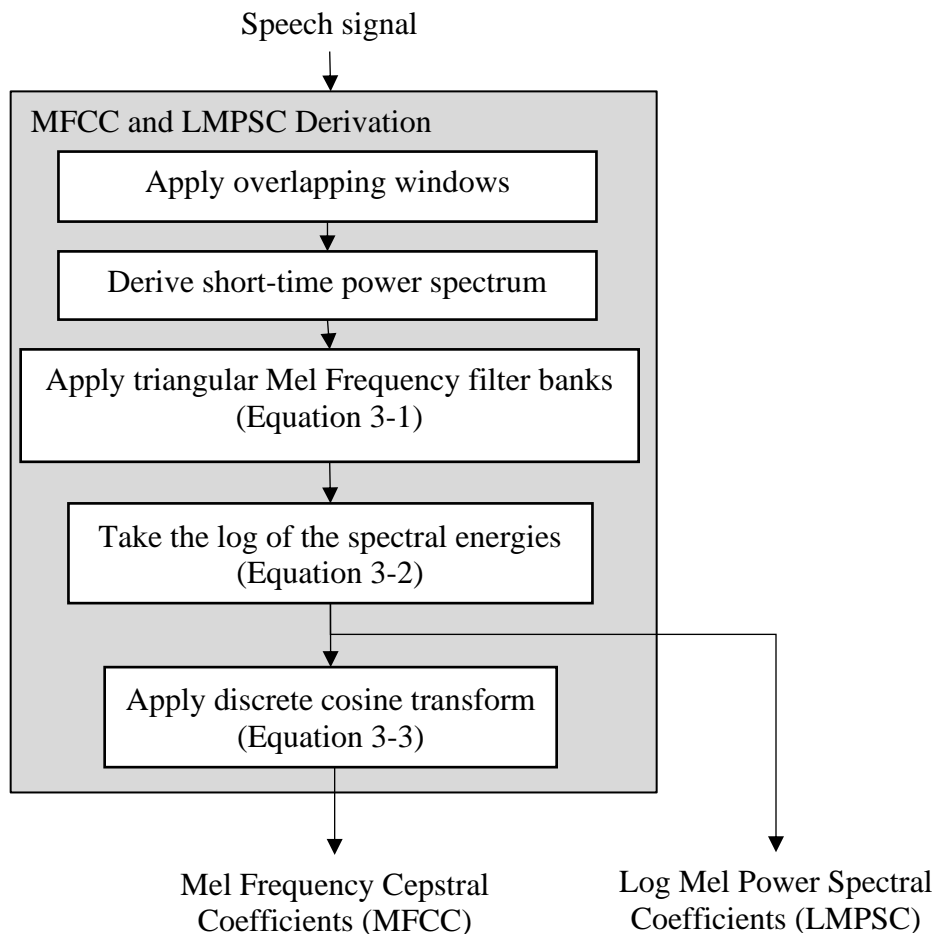 Speech signal
MFCC and LMPSC Derivation
Apply overlapping windows
Derive short-time power spectrum
Apply triangular Mel Frequency filter banks
(Equation 3-1)
Take the log of the spectral energies
(Equation 3-2)
Apply discrete cosine transform
(Equation 3-3)
Mel Frequency Cepstral
Coefficients (MFCC)
Log Mel Power Spectral
Coefficients (LMPSC)